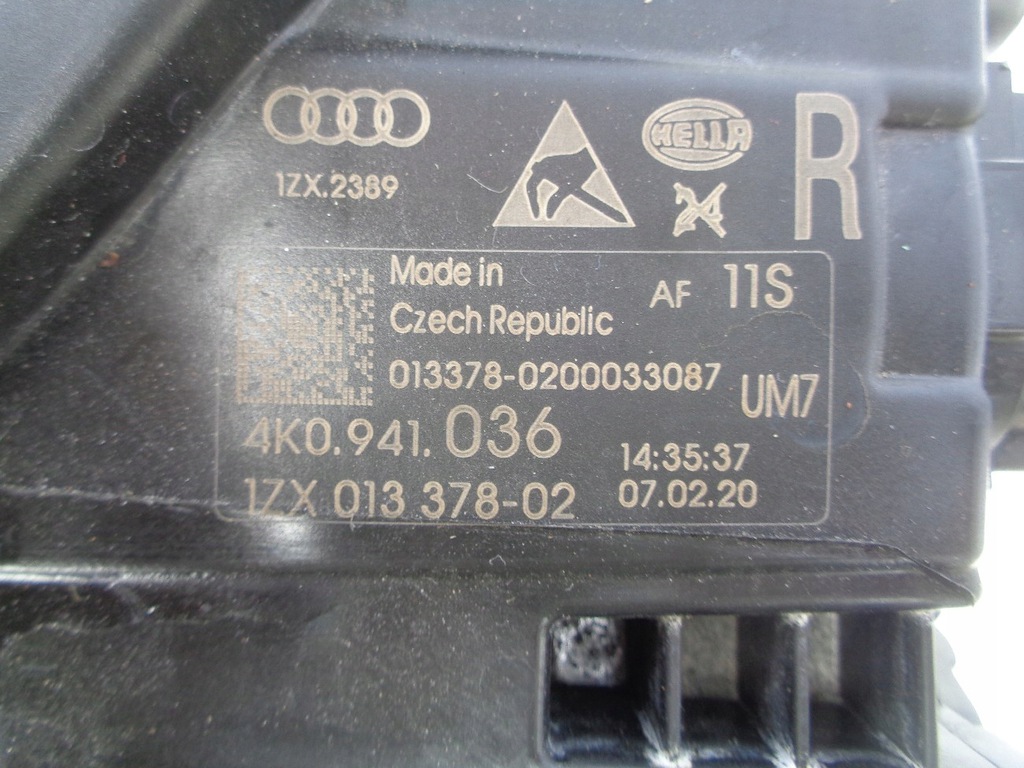 HELLA
R
1ZX.2389
24
Made in
Czech Republic
AF 11S
013378-0200033087
UM7
4K0.941.036
14:35:37
1ZX 013 378-02
07.02.20